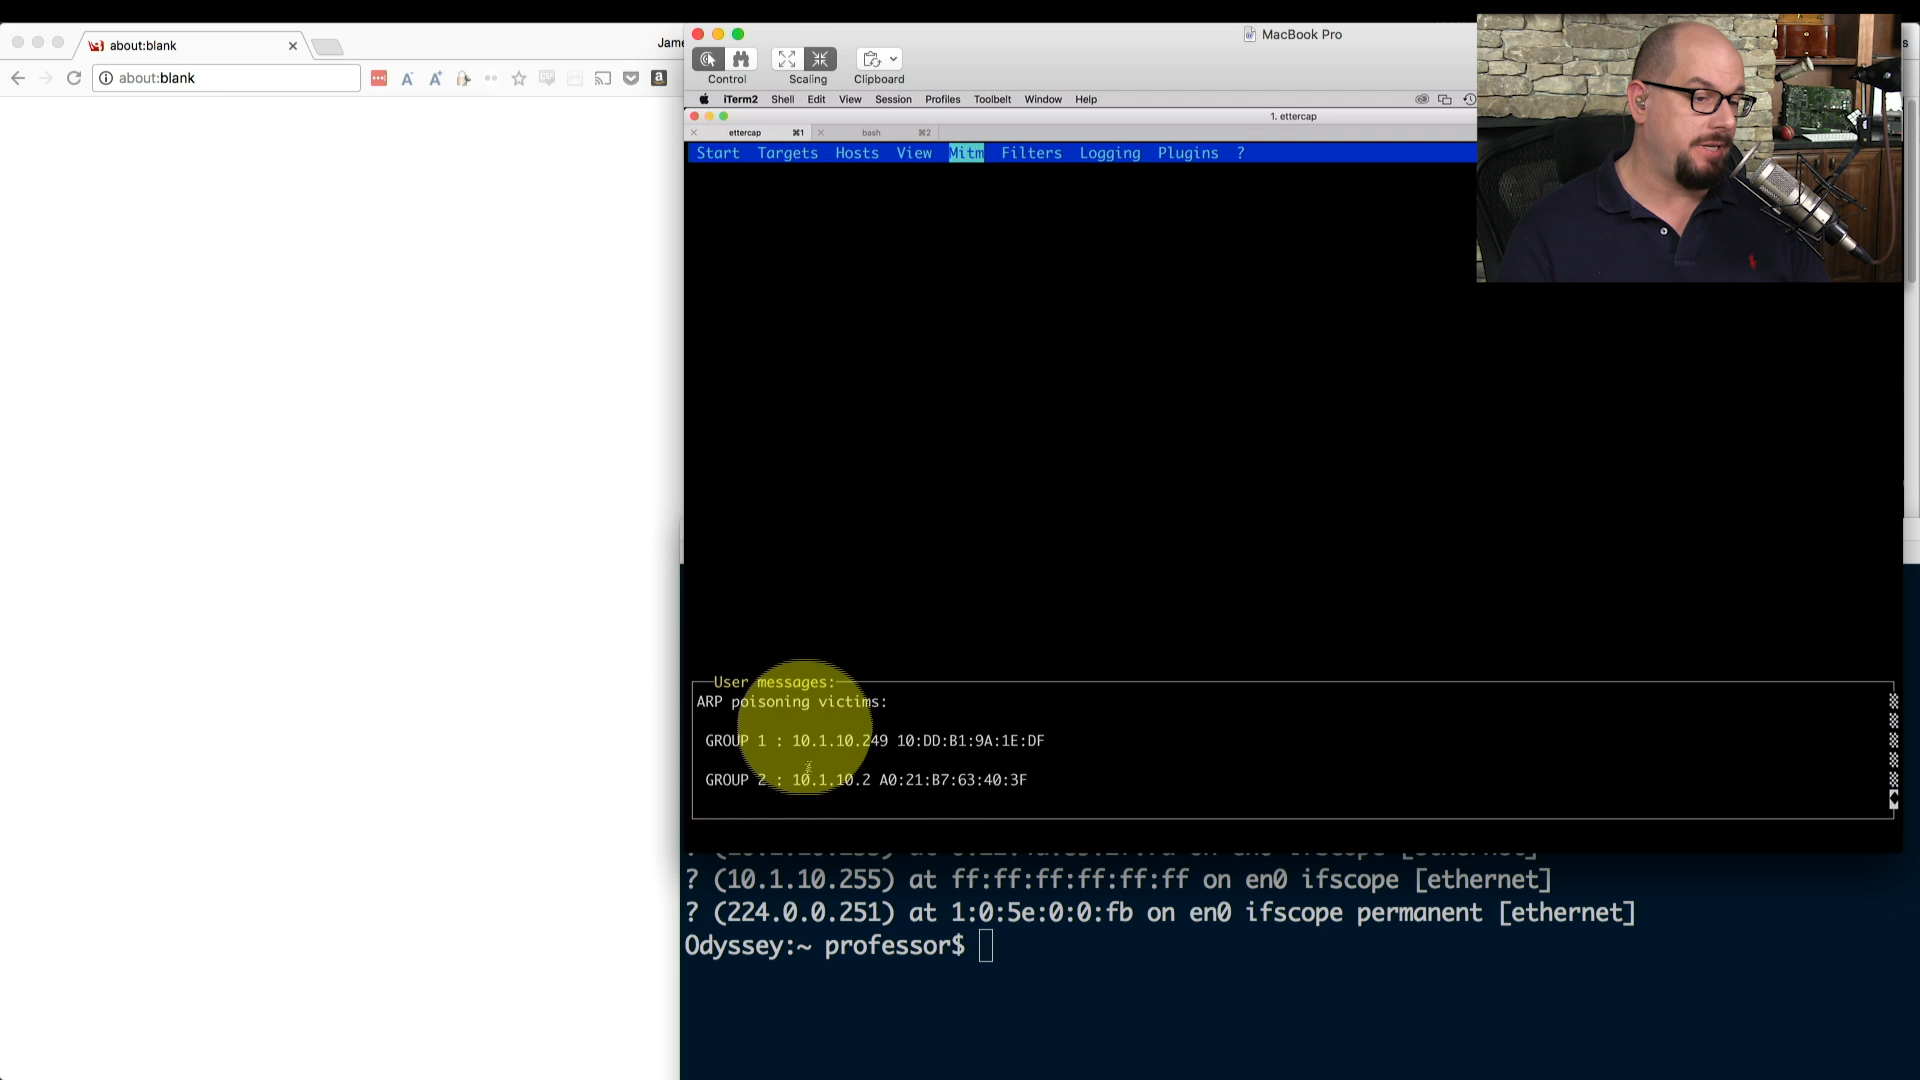 about:blank
Jame
about:blank
MacBook Pro
Control
Scaling
Clipboard
iTerm2 Shell Edit View Session Profiles Toolbelt Window Help
1. ettercap
ettercap ⌘1
bash ⌘2
Start Targets Hosts View Mitm Filters Logging Plugins ?
User messages:
ARP poisoning victims:
GROUP 1 : 10.1.10.249 10:DD:B1:9A:1E:DF
GROUP 2 : 10.1.10.2 A0:21:B7:63:40:3F
? (10.1.10.255) at ff:ff:ff:ff:ff:ff on en0 ifscope [ethernet]
? (224.0.0.251) at 1:0:5e:0:0:fb on en0 ifscope permanent [ethernet]
Odyssey:~ professor$